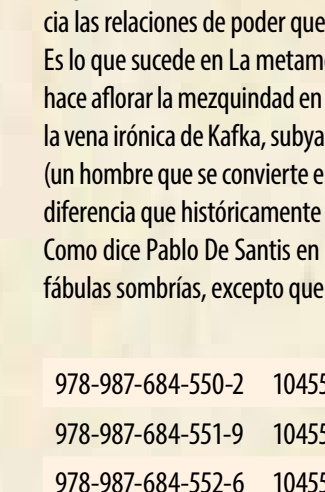 cia las relaciones de poder que
Es lo que sucede en La metam
hace aflorar la mezquindad en
la vena irónica de Kafka, subya
(un hombre que se convierte e
diferencia que históricamente
Como dice Pablo De Santis en
fábulas sombrías, excepto que
978-987-684-550-2 10455
978-987-684-551-9 10455
978-987-684-552-6 10455